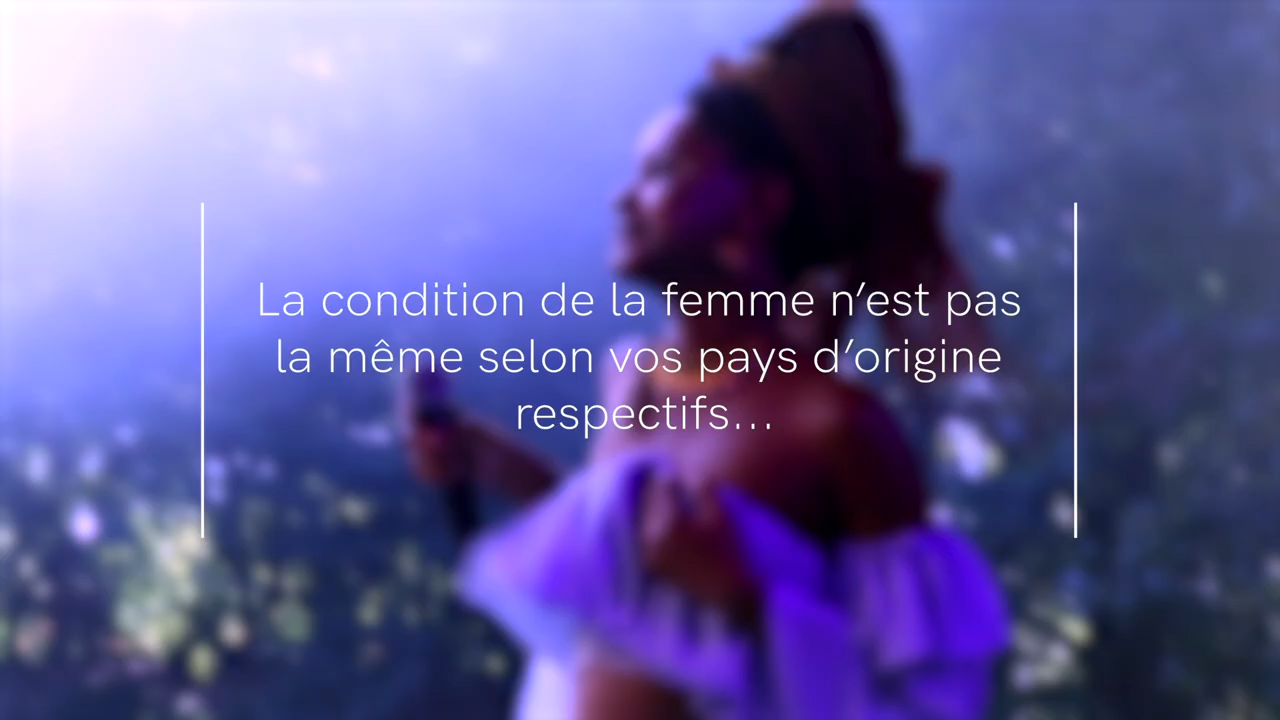 La condition de la femme n’est pas
la même selon vos pays d’origine
respectifs...